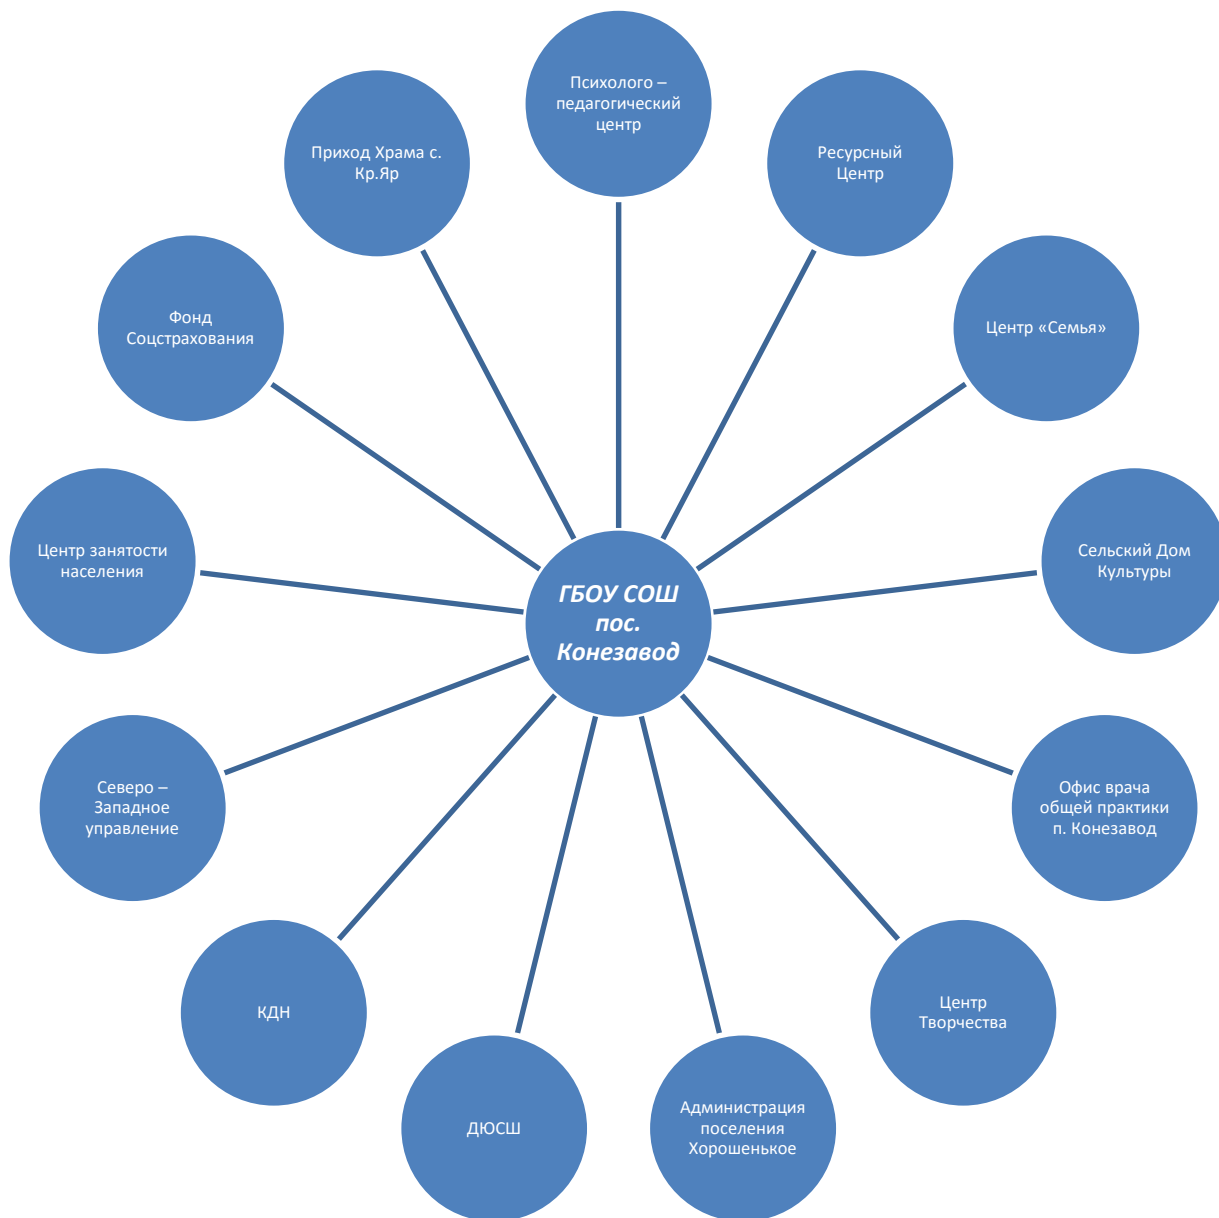 Психолого –
педагогический
центр
Ресурсный
Центр
Центр «Семья»
Сельский Дом
Культуры
Офис врача
общей практики
п. Конезавод
Центр
Творчества
Администрация
поселения
Хорошенькое
ДЮСШ
КДН
Северо –
Западное
управление
Центр занятости
населения
Фонд
Соцстрахования
Приход Храма с.
Кр.Яр
ГБОУ СОШ
пос.
Конезавод